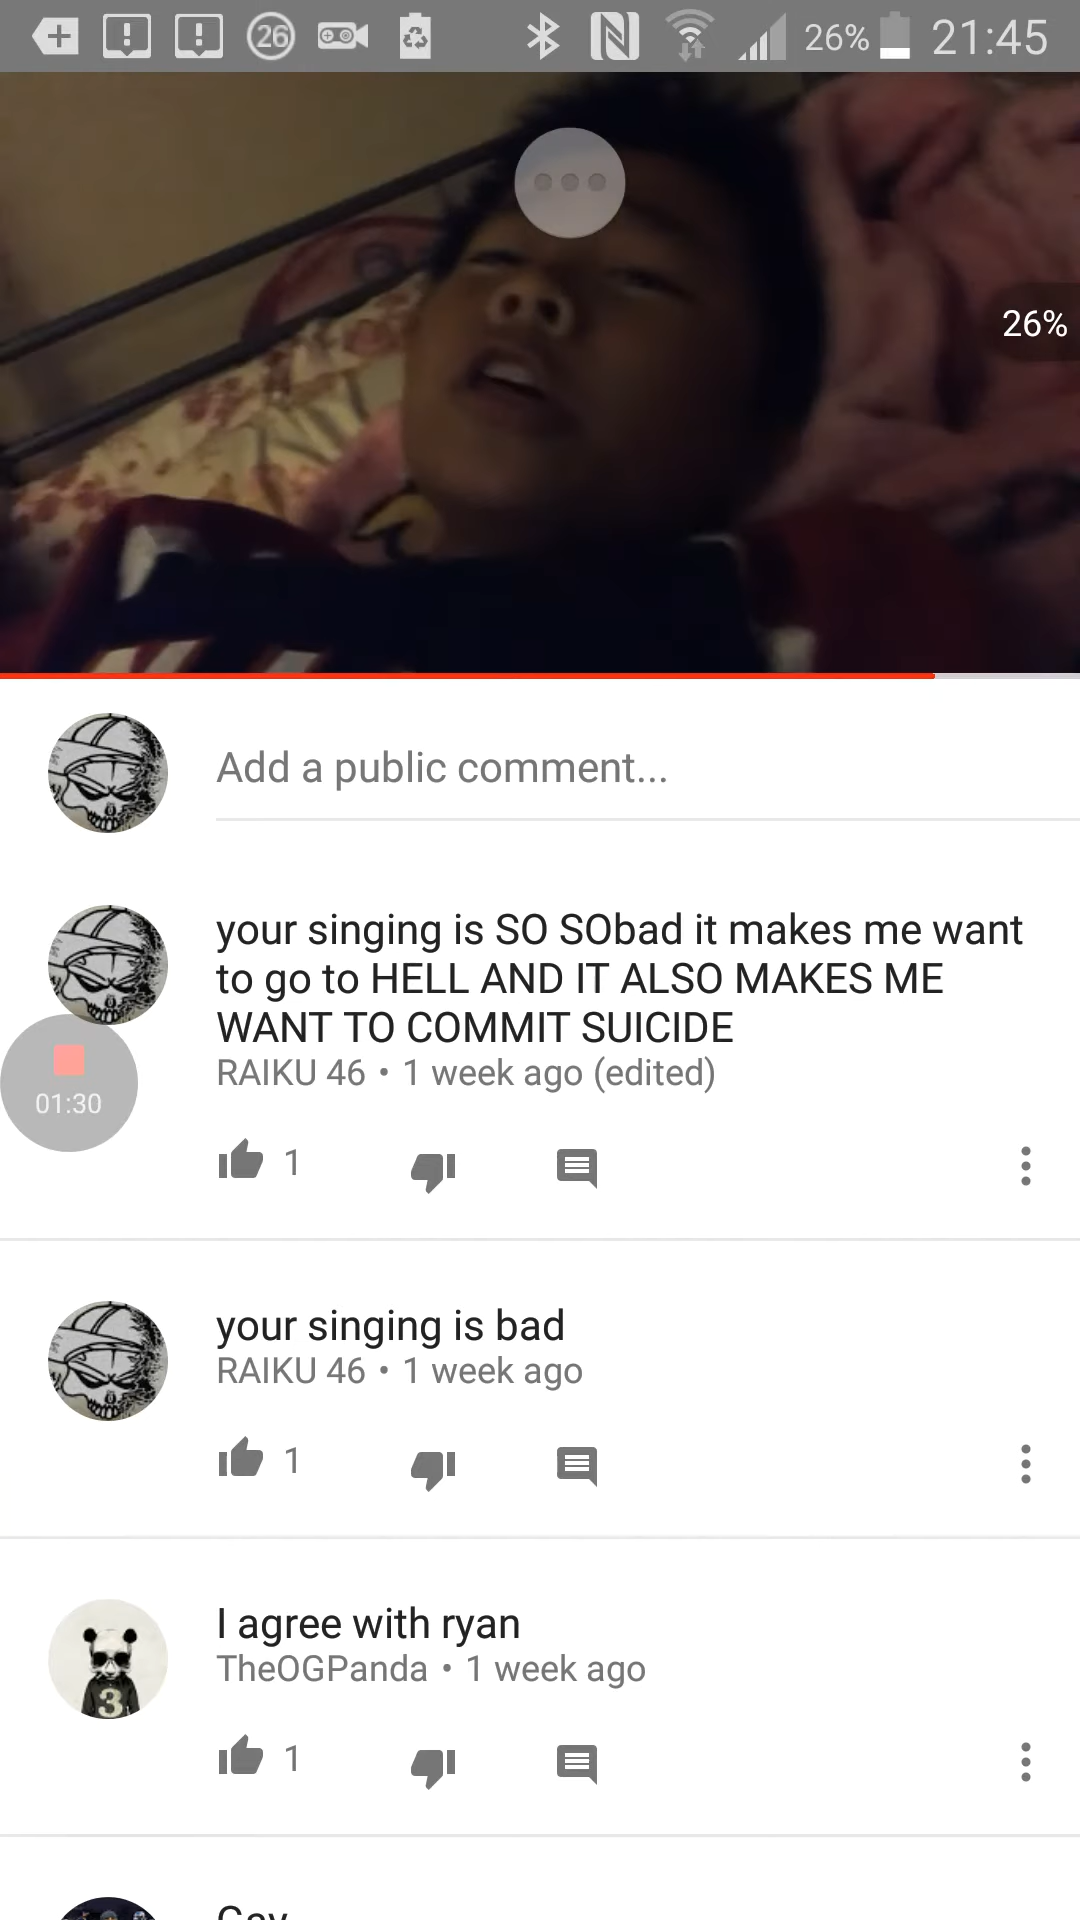 26 26% 21:45
26%
Add a public comment...
your singing is SO SObad it makes me want
to go to HELL AND IT ALSO MAKES ME
WANT TO COMMIT SUICIDE
RAIKU 46 • 1 week ago (edited)
01:30
1
your singing is bad
RAIKU 46 • 1 week ago
1
I agree with ryan
TheOGPanda • 1 week ago
3
1